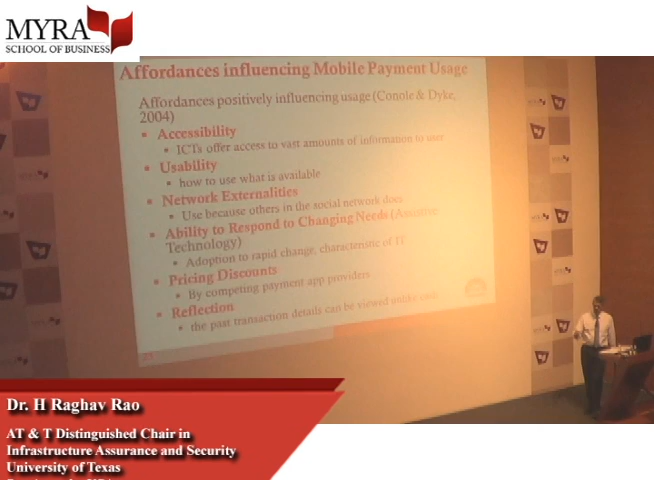 MYRA
SCHOOL OF BUSINESS
Affordances influencing Mobile Payment Usage
Affordances positively influencing usage (Conole & Dyke,
2004)
Accessibility
ICTs offer access to vast amounts of information to user
Usability
how to use what is available
Network Externalities
Use because others in the social network does
Ability to Respond to Changing Needs (Assistive
Technology)
Adoption to rapid change, characteristic of IT
Pricing Discounts
By competing payment app providers
Reflection
the past transaction details can be viewed unlike
Dr. H Raghav Rao
AT & T Distinguished Chair in
Infrastructure Assurance and Security
University of Texas